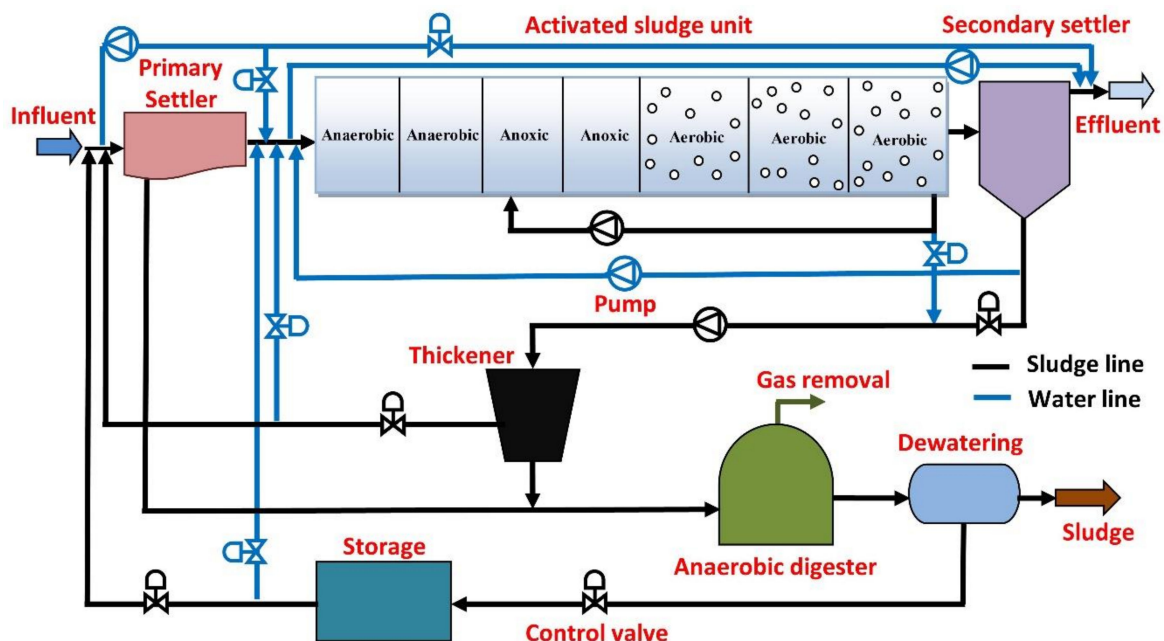 Activated sludge unit
Secondary settler
Primary
Settler
Influent
Anaerobic
Anaerobic
Anoxic
Anoxic
Aerobic
Aerobic
Aerobic
Effluent
Pump
Thickener
Sludge line
Water line
Gas removal
Dewatering
Sludge
Storage
Anaerobic digester
Control valve